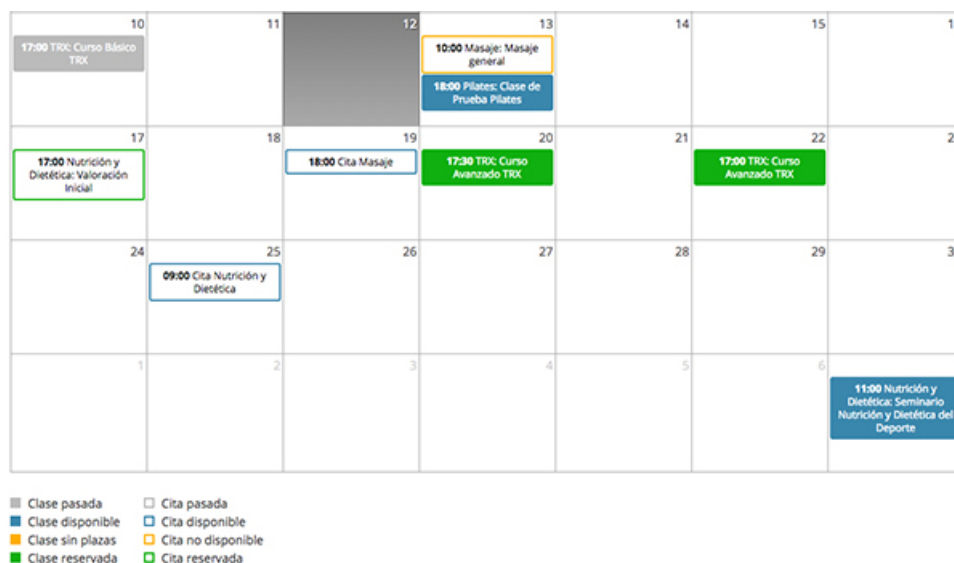 10 11 12 13 14 15 1
17:00 TRX: Curso Básico
TRX
10:00 Masaje: Masaje
general
18:00 Pilates: Clase de
Prueba Pilates
17 18 19 20 21 22 2
17:00 Nutrición y
Dietética: Valoración
Inicial
18:00 Cita Masaje
17:30 TRX: Curso
Avanzado TRX
17:00 TRX: Curso
Avanzado TRX
24 25 26 27 28 29 3
09:00 Cita Nutrición y
Dietética
1 2 3 4 5 6
11:00 Nutrición y
Dietética: Seminario
Nutrición y Dietética del
Deporte
Clase pasada
Clase disponible
Clase sin plazas
Clase reservada
Cita pasada
Cita disponible
Cita no disponible
Cita reservada